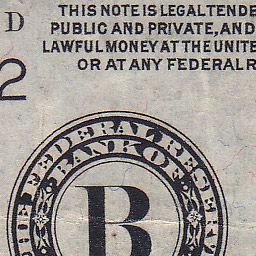 D
THIS NOTE IS LEGAL TENDE
PUBLIC AND PRIVATE, AND
LAWFUL MONEY AT THE UNITE
OR AT ANY FEDERAL R
2
THE FEDERAL RESERVE
BANK OF
B